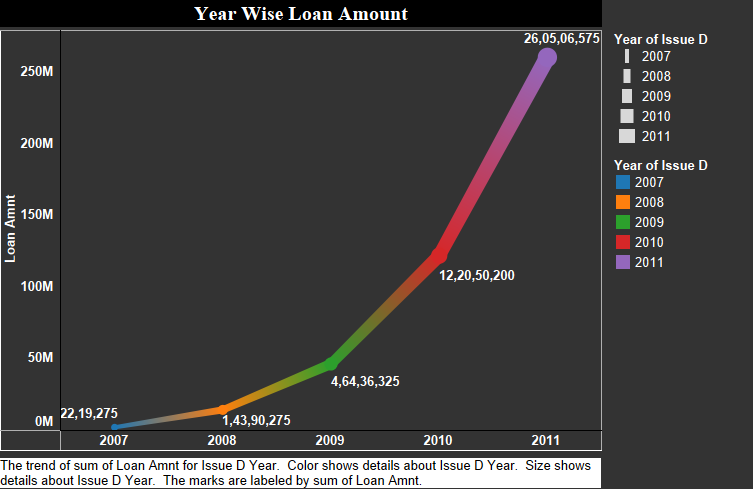 Year Wise Loan Amount
26,05,06,575
250M
200M
150M
Loan Amnt
100M
12,20,50,200
50M
4,64,36,325
22,19,275
0M
1,43,90,275
2007 2008 2009 2010 2011
Year of Issue D
2007
2008
2009
2010
2011
Year of Issue D
2007
2008
2009
2010
2011
The trend of sum of Loan Amnt for Issue D Year.  Color shows details about Issue D Year.  Size shows
details about Issue D Year.  The marks are labeled by sum of Loan Amnt.